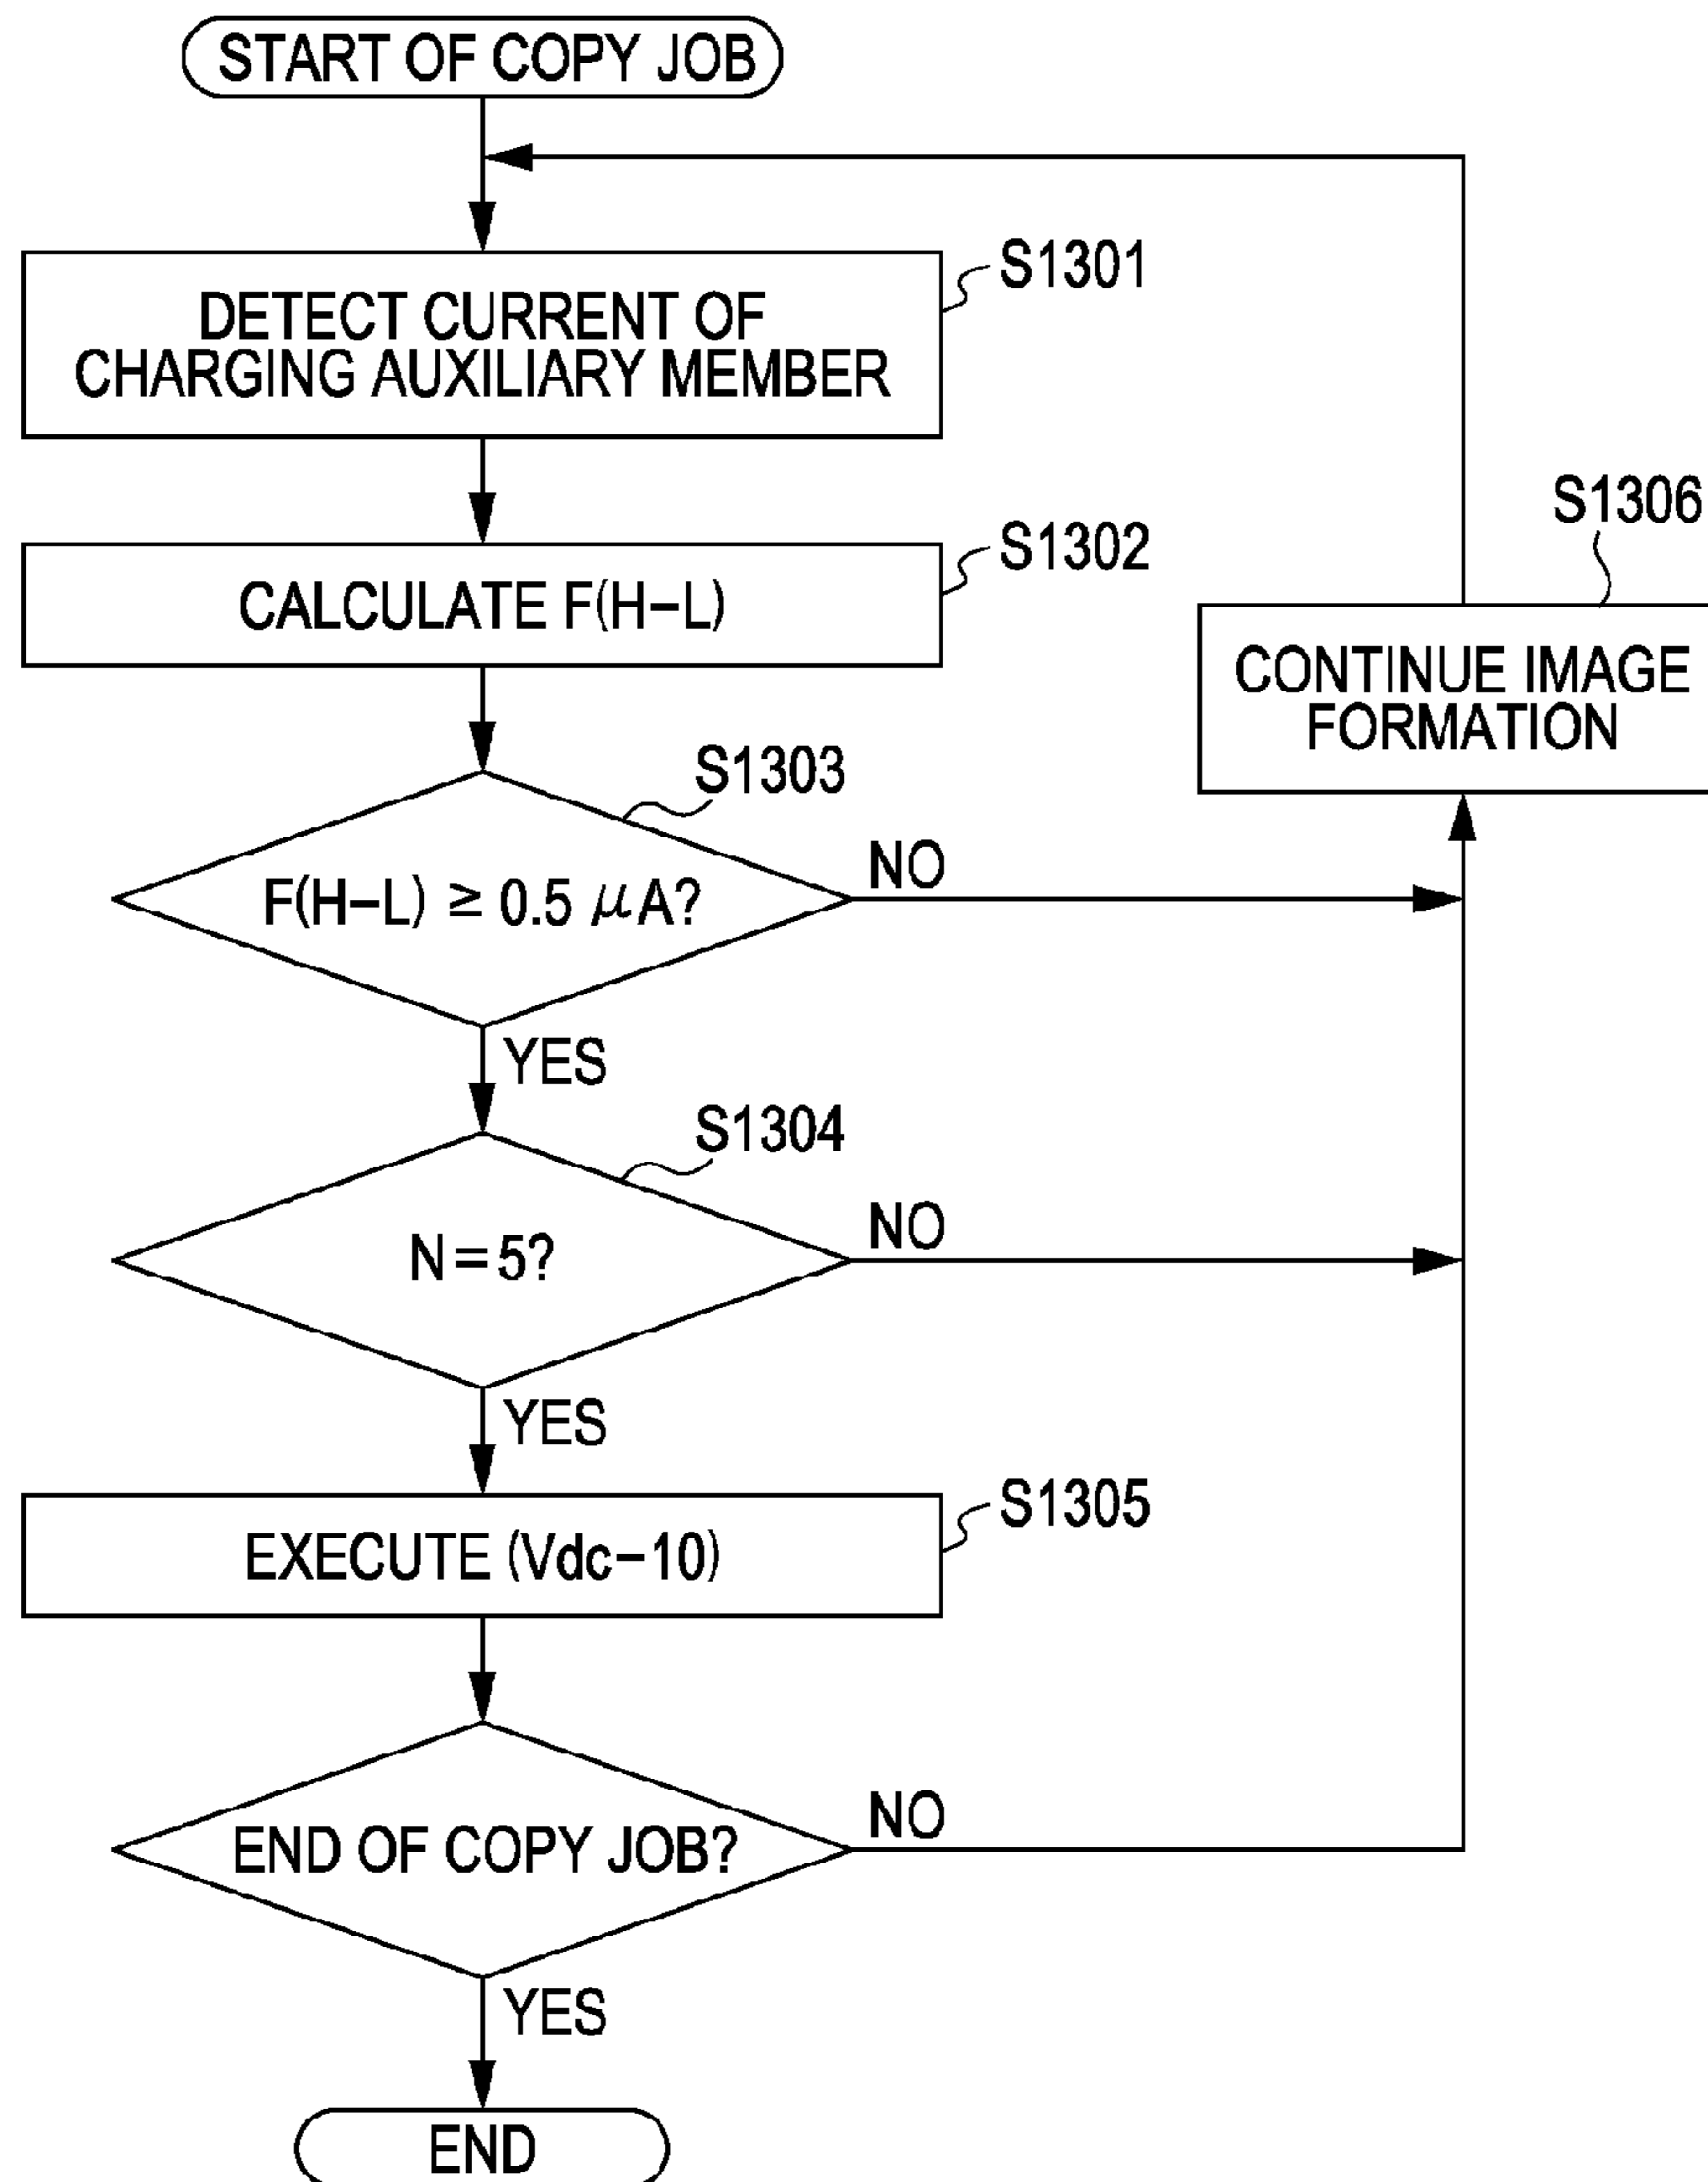 START OF COPY JOB
S1301
DETECT CURRENT OF
CHARGING AUXILIARY MEMBER
S1302
CALCULATE F(H−L)
S1306
CONTINUE IMAGE
FORMATION
S1303
F(H−L) ≥ 0.5 μA?
NO
YES
S1304
N=5?
NO
YES
S1305
EXECUTE (Vdc−10)
END OF COPY JOB?
NO
YES
END